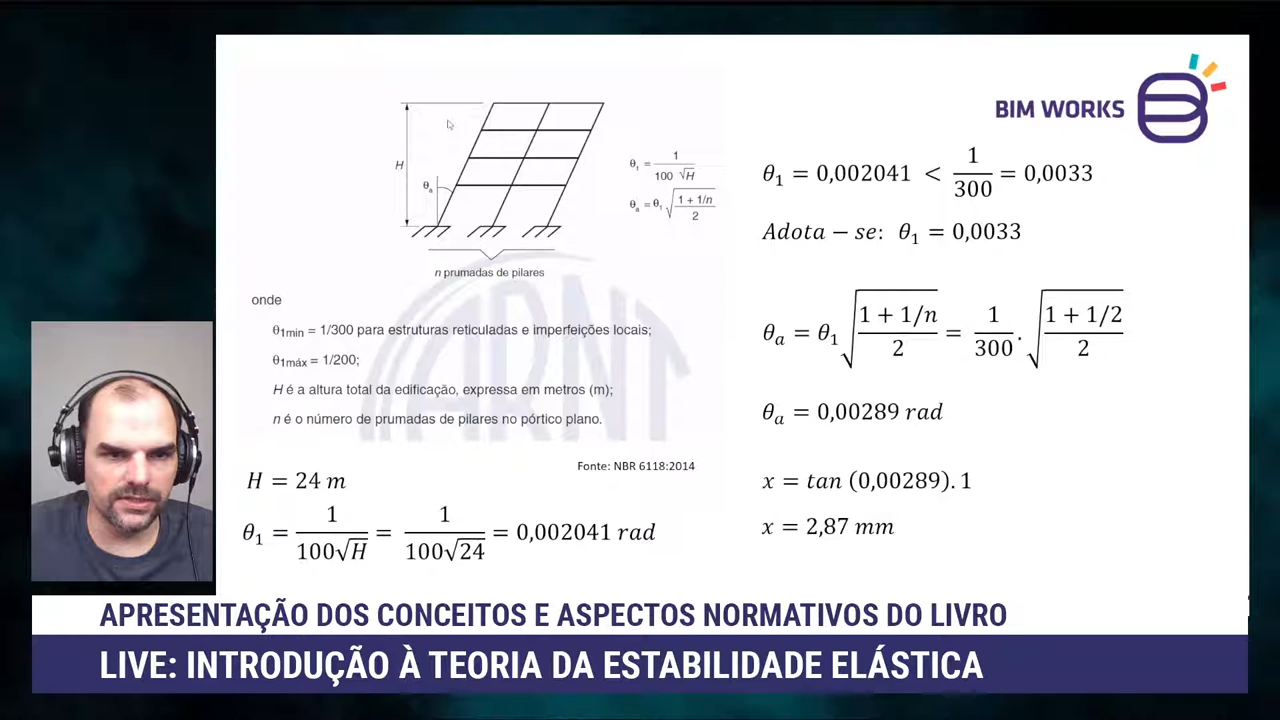 BIM WORKS
H
θa
θ1 = 1 / 100 √H
θa = θ1 √(1 + 1/n / 2)
n prumadas de pilares
onde
θ1min = 1/300 para estruturas reticuladas e imperfeições locais;
θ1máx = 1/200;
H é a altura total da edificação, expressa em metros (m);
n é o número de prumadas de pilares no pórtico plano.
ABNT
Fonte: NBR 6118:2014
H = 24 m
θ1 = 1 / 100√H = 1 / 100√24 = 0,002041 rad
θ1 = 0,002041 < 1 / 300 = 0,0033
Adota − se: θ1 = 0,0033
θa = θ1 √(1 + 1/n / 2) = 1 / 300 . √(1 + 1/2 / 2)
θa = 0,00289 rad
x = tan (0,00289). 1
x = 2,87 mm
APRESENTAÇÃO DOS CONCEITOS E ASPECTOS NORMATIVOS DO LIVRO
LIVE: INTRODUÇÃO À TEORIA DA ESTABILIDADE ELÁSTICA